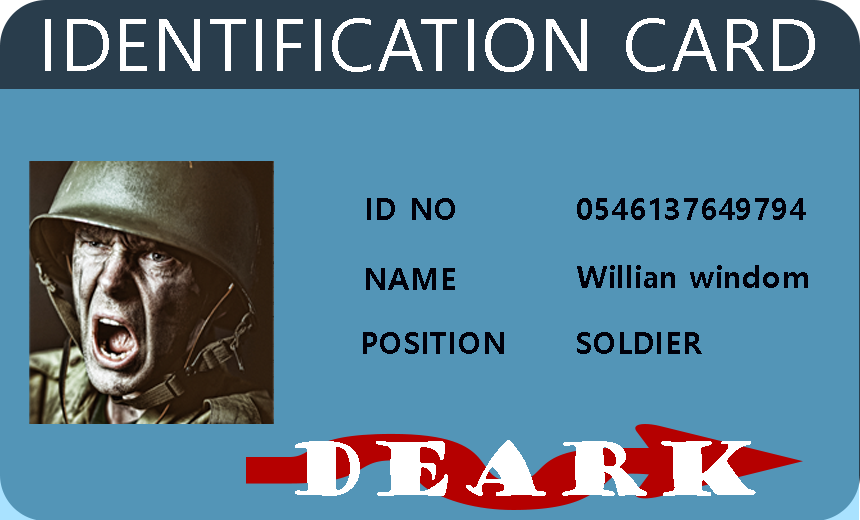 IDENTIFICATION CARD
ID NO 0546137649794
NAME Willian windom
POSITION SOLDIER
DEARK